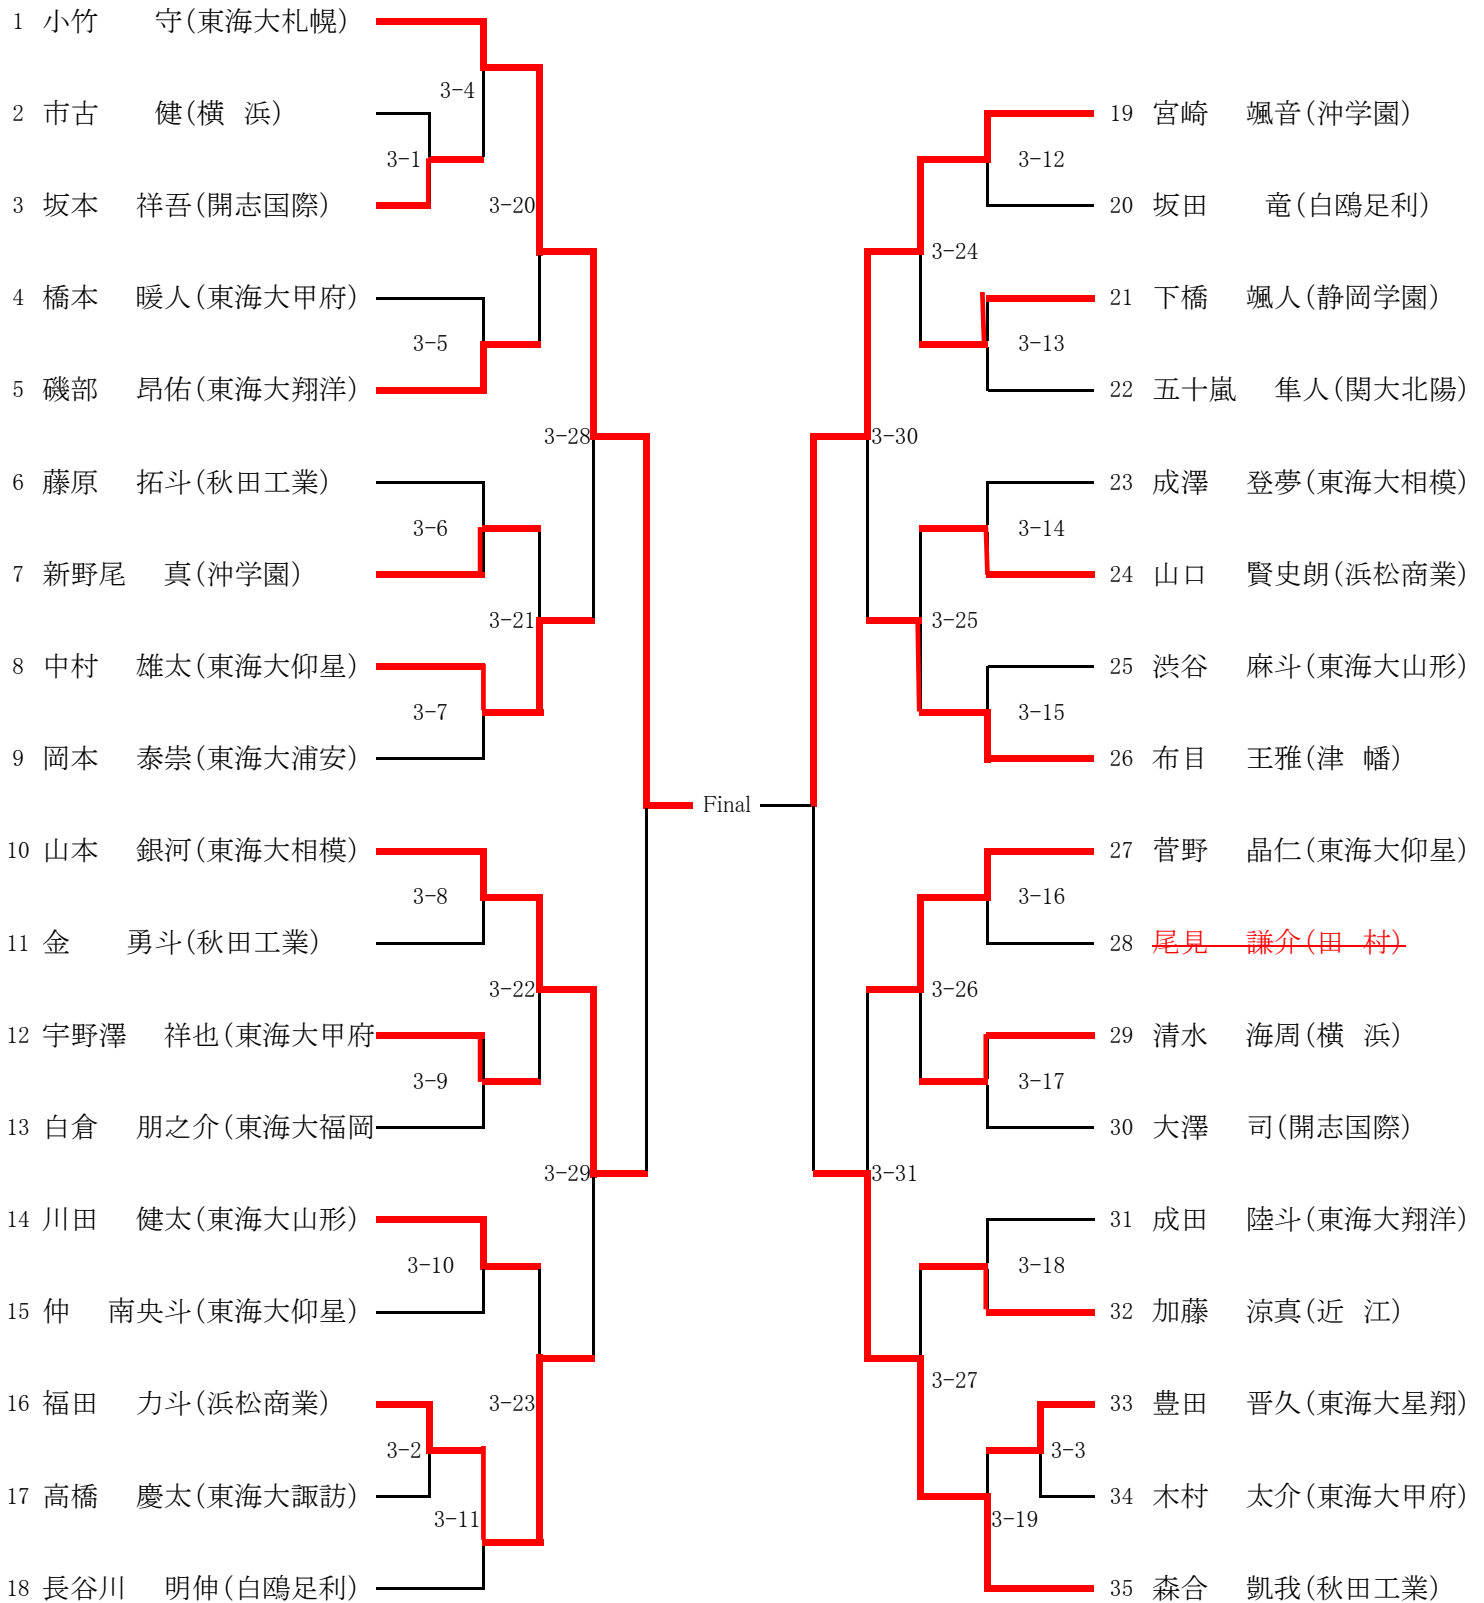 1 小竹 守(東海大札幌)
3-4
2 市古 健(横 浜)
3-1
3 坂本 祥吾(開志国際)
3-20
4 橋本 暖人(東海大甲府)
3-5
5 磯部 昂佑(東海大翔洋)
3-28
6 藤原 拓斗(秋田工業)
3-6
7 新野尾 真(沖学園)
3-21
8 中村 雄太(東海大仰星)
3-7
9 岡本 泰崇(東海大浦安)
10 山本 銀河(東海大相模)
3-8
11 金 勇斗(秋田工業)
3-22
12 宇野澤 祥也(東海大甲府
3-9
13 白倉 朋之介(東海大福岡
3-29
14 川田 健太(東海大山形)
3-10
15 仲 南央斗(東海大仰星)
16 福田 力斗(浜松商業)
3-23
3-2
17 高橋 慶太(東海大諏訪)
3-11
18 長谷川 明伸(白鴎足利)
Final
19 宮崎 颯音(沖学園)
3-12
20 坂田 竜(白鴎足利)
3-24
21 下橋 颯人(静岡学園)
3-13
22 五十嵐 隼人(関大北陽)
3-30
23 成澤 登夢(東海大相模)
3-14
24 山口 賢史朗(浜松商業)
3-25
25 渋谷 麻斗(東海大山形)
3-15
26 布目 王雅(津 幡)
27 菅野 晶仁(東海大仰星)
3-16
28 尾見 謙介(田 村)
3-26
29 清水 海周(横 浜)
3-17
30 大澤 司(開志国際)
3-31
31 成田 陸斗(東海大翔洋)
3-18
32 加藤 涼真(近 江)
3-27
33 豊田 晋久(東海大星翔)
3-3
34 木村 太介(東海大甲府)
3-19
35 森合 凱我(秋田工業)